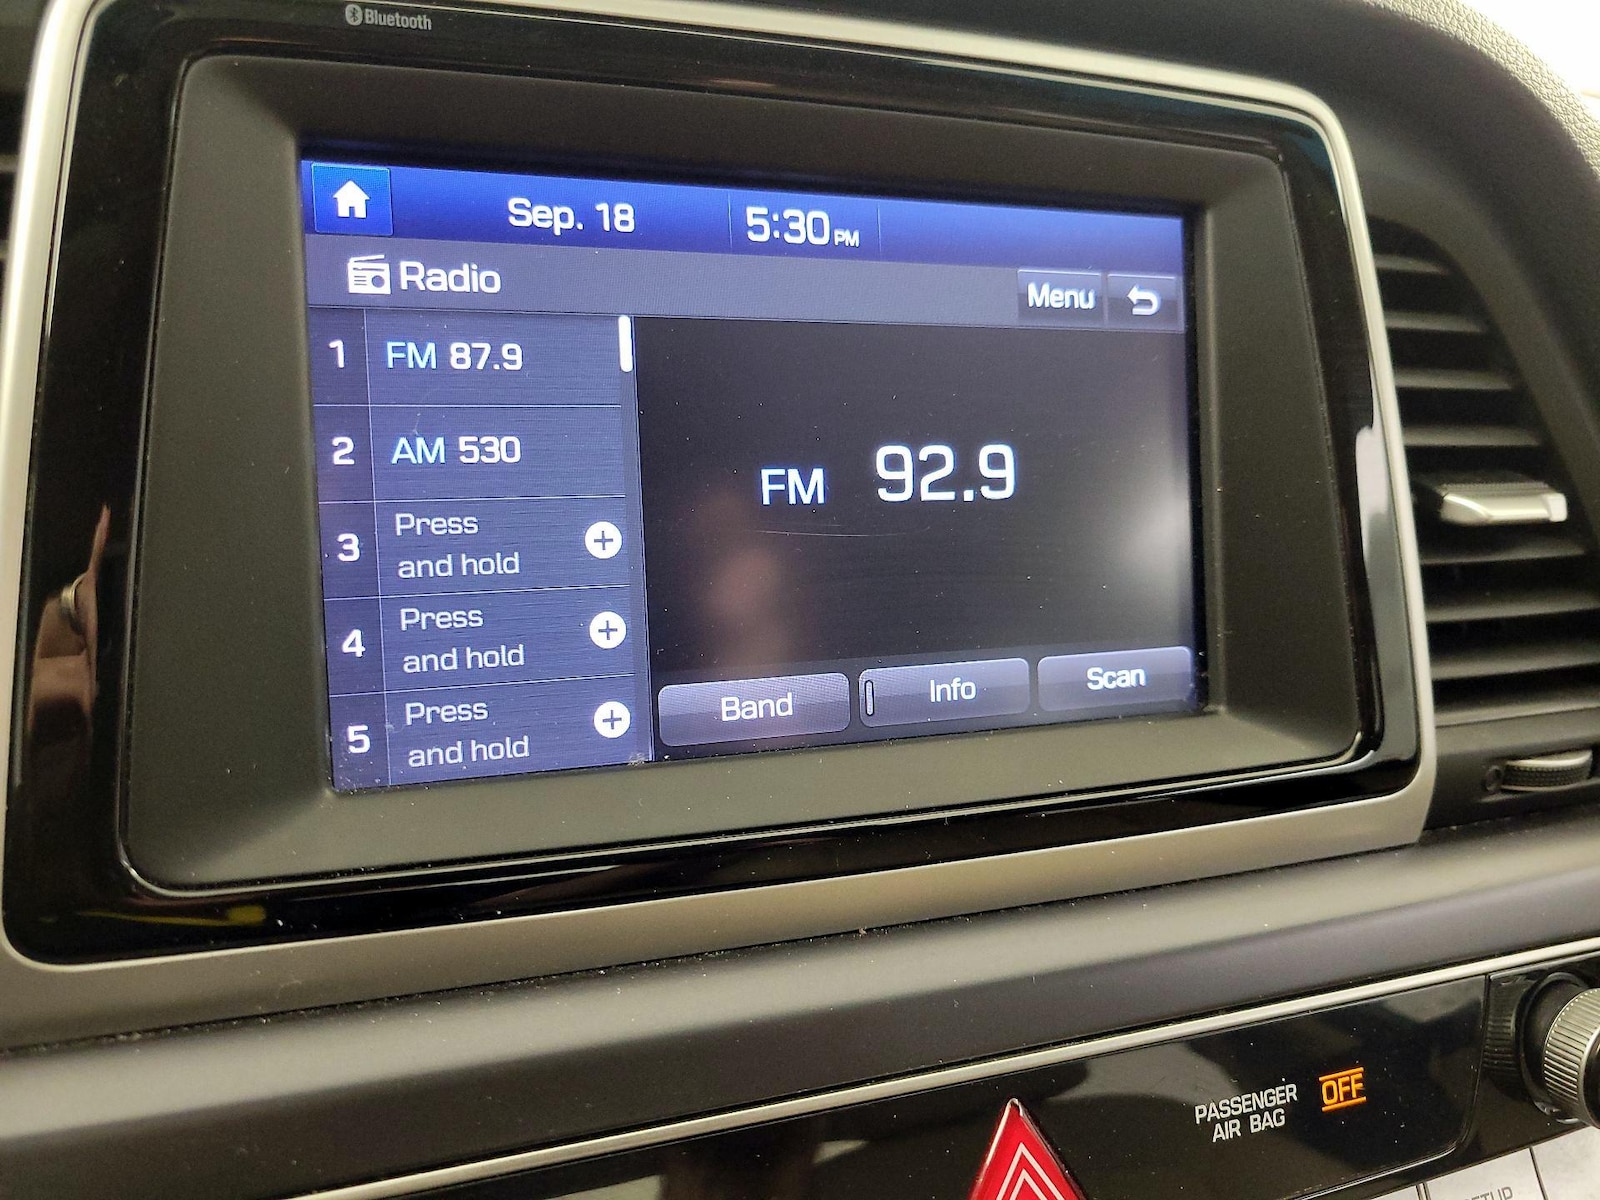 Bluetooth
Sep. 18 5:30 PM
Radio
Menu
1 FM 87.9
2 AM 530
FM 92.9
3 Press
and hold
4 Press
and hold
5 Press
and hold
Band Info Scan
PASSENGER
AIR BAG
OFF